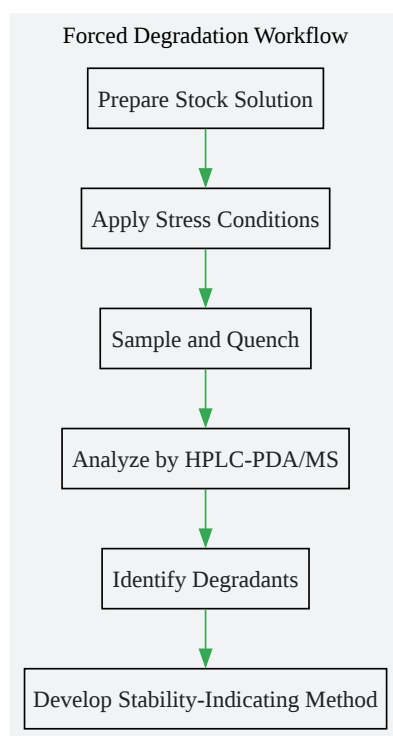 Forced Degradation Workflow
Prepare Stock Solution
Apply Stress Conditions
Sample and Quench
Analyze by HPLC-PDA/MS
Identify Degradants
Develop Stability-Indicating Method